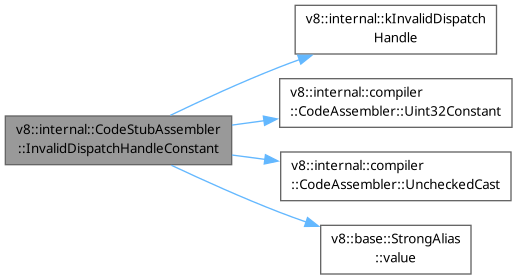 v8::internal::kInvalidDispatch
Handle
v8::internal::compiler
::CodeAssembler::Uint32Constant
v8::internal::CodeStubAssembler
::InvalidDispatchHandleConstant
v8::internal::compiler
::CodeAssembler::UncheckedCast
v8::base::StrongAlias
::value